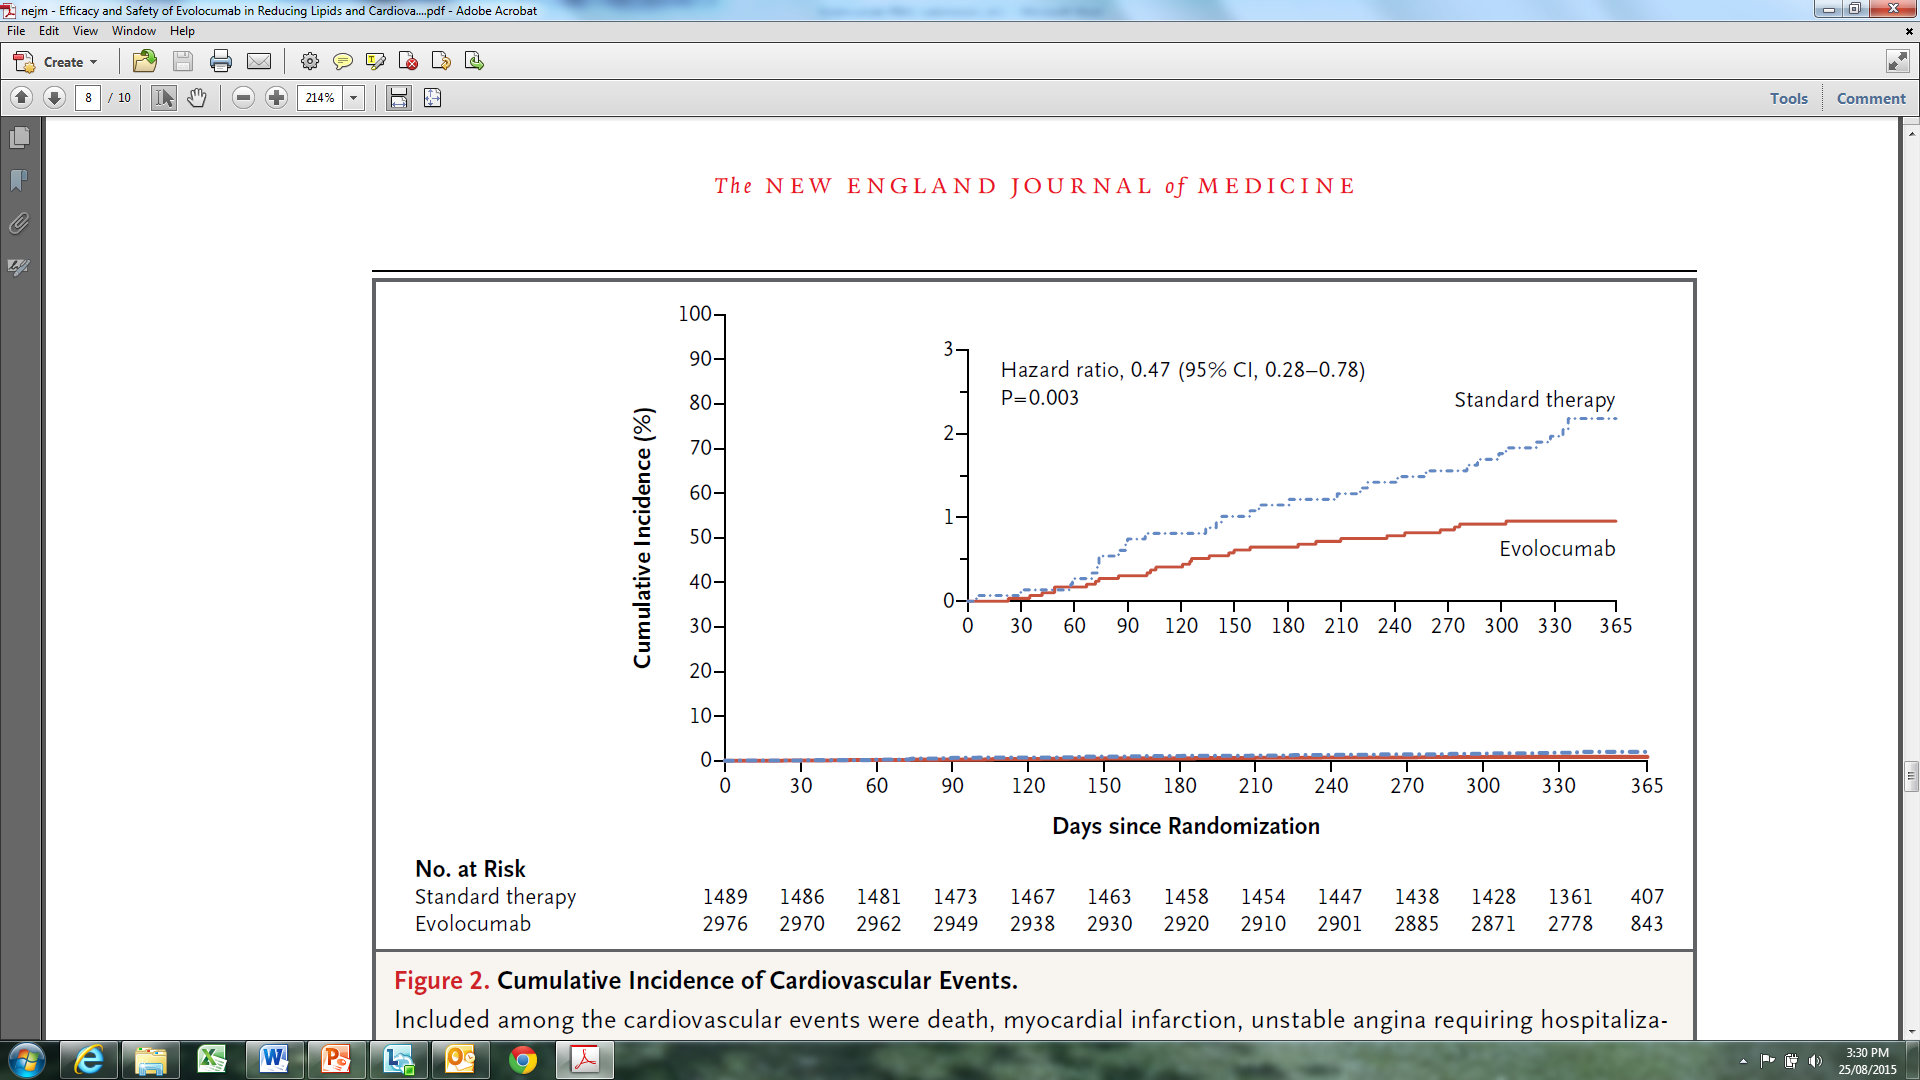 nejm - Efficacy and Safety of Evolocumab in Reducing Lipids and Cardiova....pdf - Adobe Acrobat
File Edit View Window Help
Create
8 / 10 214% Tools Comment
The NEW ENGLAND JOURNAL of MEDICINE
100
90
80
70
60
50
40
30
20
10
0
Cumulative Incidence (%)
3
2
1
0
Hazard ratio, 0.47 (95% CI, 0.28–0.78)
P=0.003
Standard therapy
Evolocumab
0 30 60 90 120 150 180 210 240 270 300 330 365
0 30 60 90 120 150 180 210 240 270 300 330 365
Days since Randomization
No. at Risk
Standard therapy 1489 1486 1481 1473 1467 1463 1458 1454 1447 1438 1428 1361 407
Evolocumab 2976 2970 2962 2949 2938 2930 2920 2910 2901 2885 2871 2778 843
Figure 2. Cumulative Incidence of Cardiovascular Events.
Included among the cardiovascular events were death, myocardial infarction, unstable angina requiring hospitaliza-
3:30 PM
25/08/2015